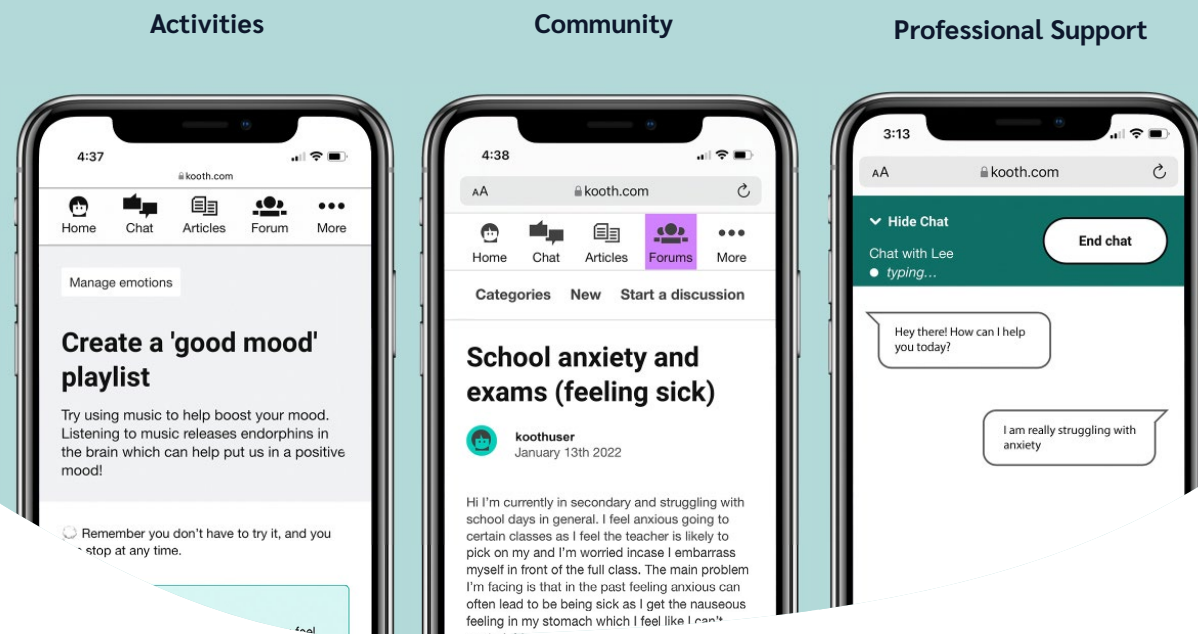 Activities
4:37
kooth.com
Home Chat Articles Forum More
Manage emotions
Create a 'good mood'
playlist
Try using music to help boost your mood.
Listening to music releases endorphins in
the brain which can help put us in a positive
mood!
Remember you don't have to try it, and you
stop at any time.
feel
Community
4:38
AA kooth.com
Home Chat Articles Forums More
Categories New Start a discussion
School anxiety and
exams (feeling sick)
koothuser
January 13th 2022
Hi I'm currently in secondary and struggling with
school days in general. I feel anxious going to
certain classes as I feel the teacher is likely to
pick on my and I'm worried incase I embarrass
myself in front of the full class. The main problem
I'm facing is that in the past feeling anxious can
often lead to be being sick as I get the nauseous
feeling in my stomach which I feel like I can't
Professional Support
3:13
AA kooth.com
Hide Chat
End chat
Chat with Lee
typing...
Hey there! How can I help
you today?
I am really struggling with
anxiety